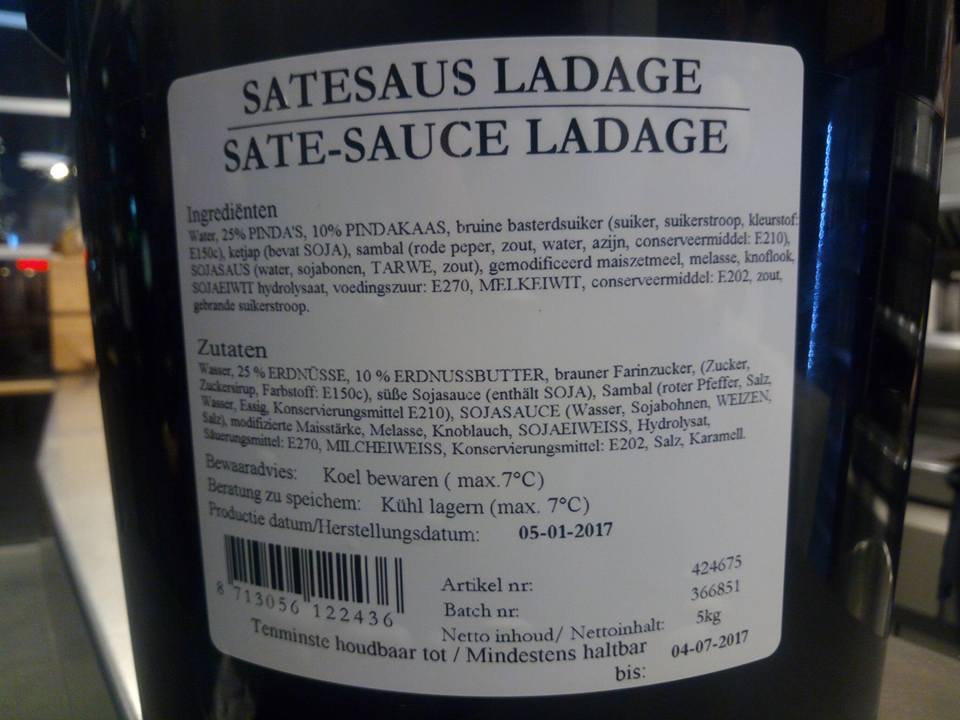 SATESAUS LADAGE
SATE-SAUCE LADAGE
Ingrediënten
Water, 25% PINDA'S, 10% PINDAKAAS, bruine basterdsuiker (suiker, suikerstroop, kleurstof:
E150c), ketjap (bevat SOJA), sambal (rode peper, zout, water, azijn, conserveermiddel: E210),
SOJASAUS (water, sojabonen, TARWE, zout), gemodificeerd maiszetmeel, melasse, knoflook,
SOJAEIWIT hydrolysaat, voedingszuur: E270, MELKEIWIT, conserveermiddel: E202, zout,
gebrande suikerstroop.
Zutaten
Wasser, 25 % ERDNÜSSE, 10 % ERDNUSSBUTTER, brauner Farinzucker, (Zucker,
Zuckersirup, Farbstoff: E150c), süße Sojasauce (enthält SOJA), Sambal (roter Pfeffer, Salz,
Wasser, Essig, Konservierungsmittel E210), SOJASAUCE (Wasser, Sojabohnen, WEIZEN,
Salz), modifizierte Maisstärke, Melasse, Knoblauch, SOJAEIWEISS, Hydrolysat,
Säuerungsmittel: E270, MILCHEIWEISS, Konservierungsmittel: E202, Salz, Karamell.
Bewaaradvies: Koel bewaren ( max.7°C)
Beratung zu speichem: Kühl lagern (max. 7°C)
Productie datum/Herstellungsdatum: 05-01-2017
8 713056 122436
Artikel nr: 424675
Batch nr: 366851
Netto inhoud/ Nettoinhalt: 5kg
Tenminste houdbaar tot / Mindestens haltbar
bis: 04-07-2017